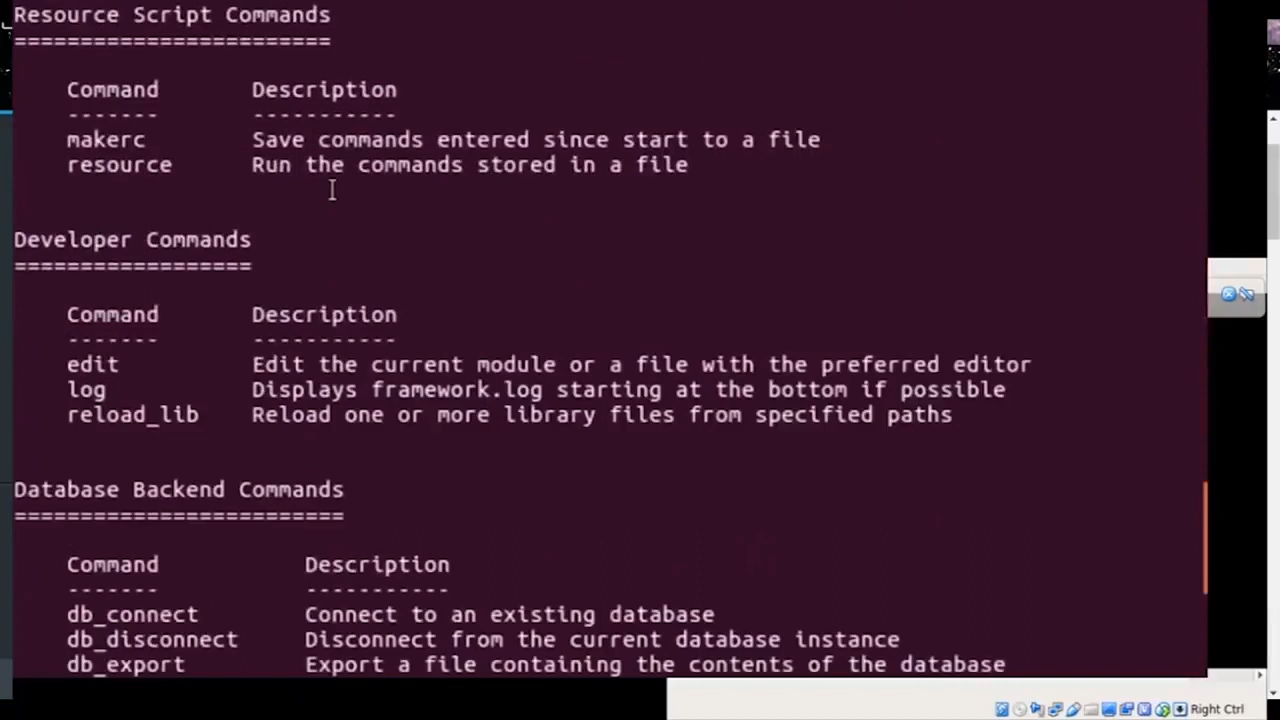 Resource Script Commands
========================
Command Description
------- -----------
makerc Save commands entered since start to a file
resource Run the commands stored in a file
Developer Commands
==================
Command Description
------- -----------
edit Edit the current module or a file with the preferred editor
log Displays framework.log starting at the bottom if possible
reload_lib Reload one or more library files from specified paths
Database Backend Commands
=========================
Command Description
------- -----------
db_connect Connect to an existing database
db_disconnect Disconnect from the current database instance
db_export Export a file containing the contents of the database
Right Ctrl